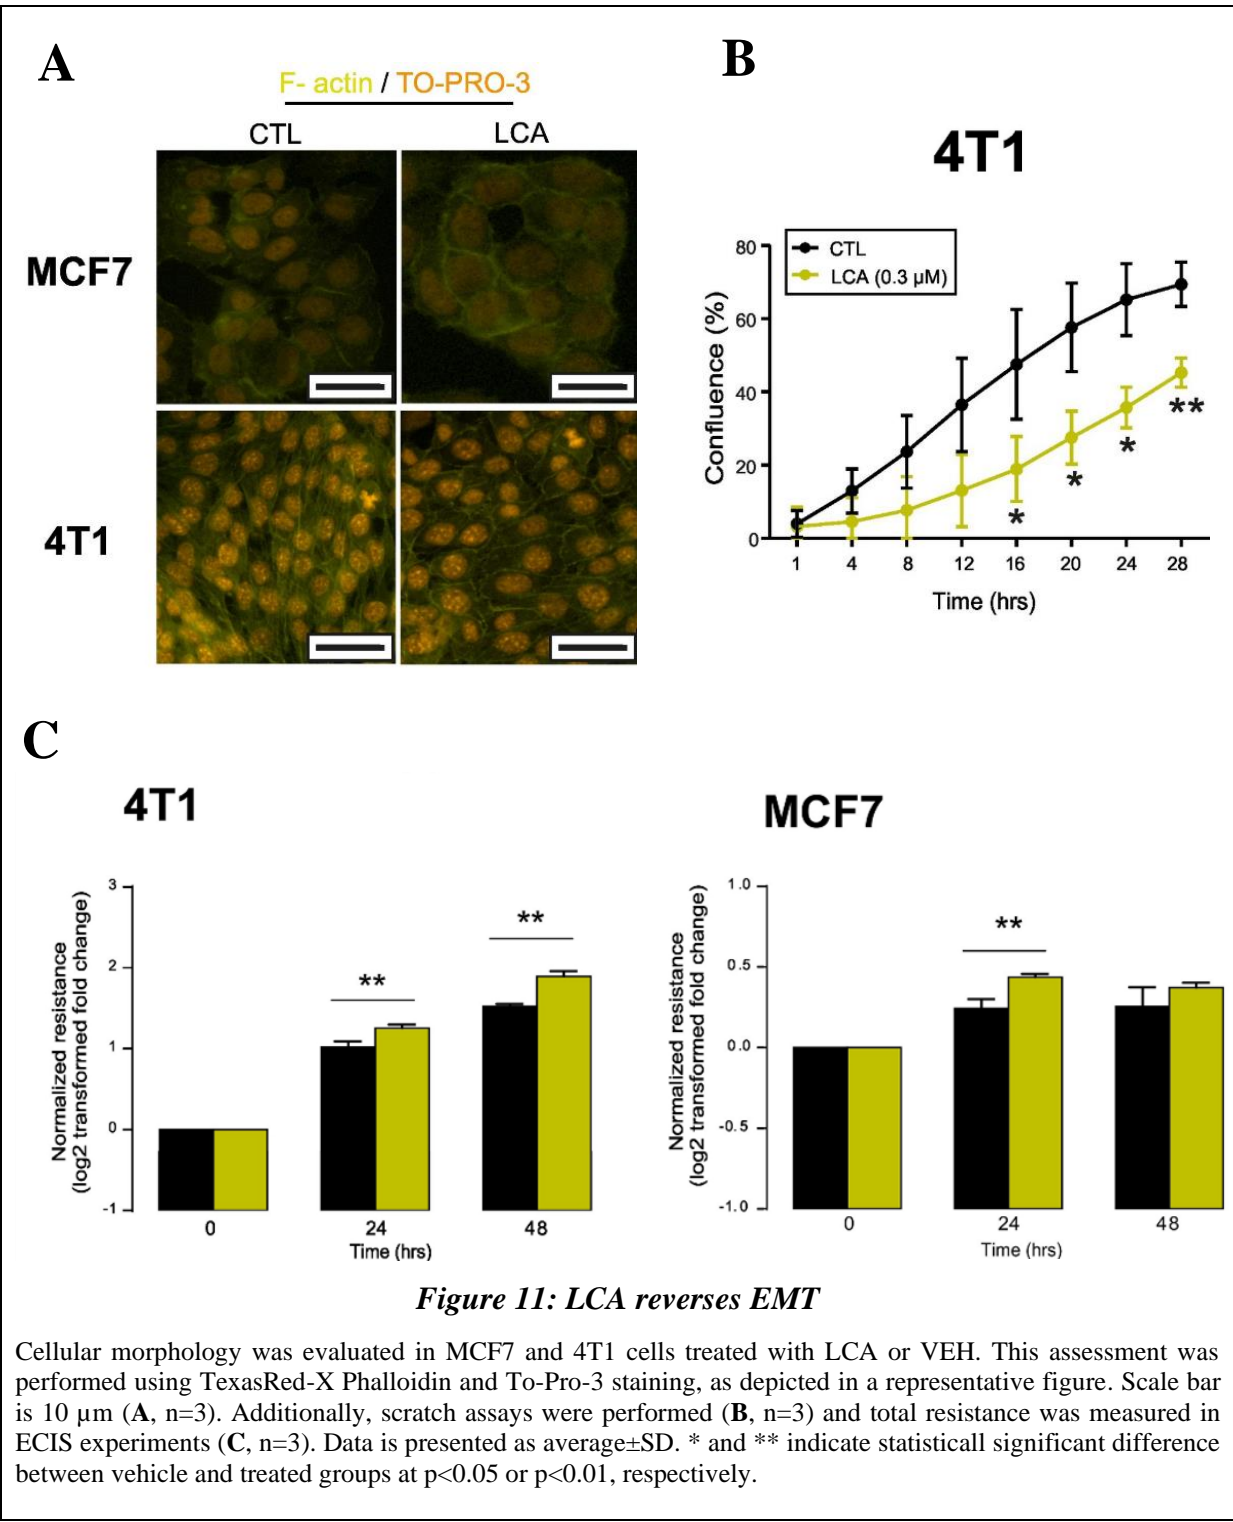 A
F- actin / TO-PRO-3
CTL
LCA
MCF7
4T1
B
4T1
CTL
LCA (0.3 µM)
Confluence (%)
80
60
40
20
0
1 4 8 12 16 20 24 28
*
*
*
**
Time (hrs)
C
4T1
Normalized resistance
(log2 transformed fold change)
3
2
1
0
-1
**
**
0 24 48
Time (hrs)
MCF7
Normalized resistance
(log2 transformed fold change)
1.0
0.5
0.0
-0.5
-1.0
**
0 24 48
Time (hrs)
Figure 11: LCA reverses EMT
Cellular morphology was evaluated in MCF7 and 4T1 cells treated with LCA or VEH. This assessment was
performed using TexasRed-X Phalloidin and To-Pro-3 staining, as depicted in a representative figure. Scale bar
is 10 µm (A, n=3). Additionally, scratch assays were performed (B, n=3) and total resistance was measured in
ECIS experiments (C, n=3). Data is presented as average±SD. * and ** indicate statisticall significant difference
between vehicle and treated groups at p<0.05 or p<0.01, respectively.